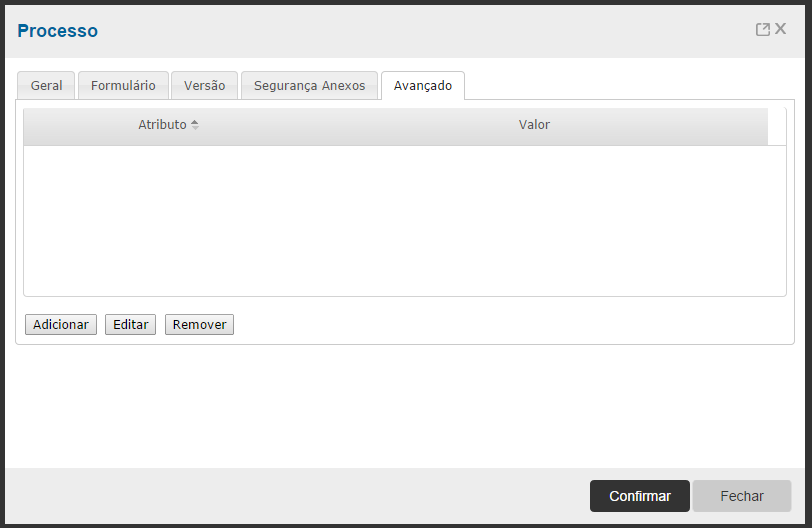 Processo
X
Geral Formulário Versão Segurança Anexos Avançado
Atributo Valor
Adicionar Editar Remover
Confirmar Fechar